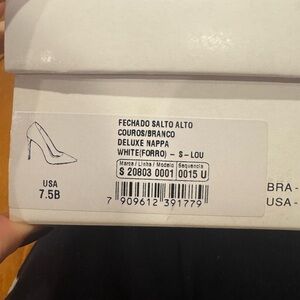 FECHADO SALTO ALTO
COUROS/BRANCO
DELUXE NAPPA
WHITE(FORRO) - S - LOU
Marca / Linha / Modelo Sequencia
S 20803 0001 0015 U
USA
7.5B
7 909612 391779
BRA -
USA -